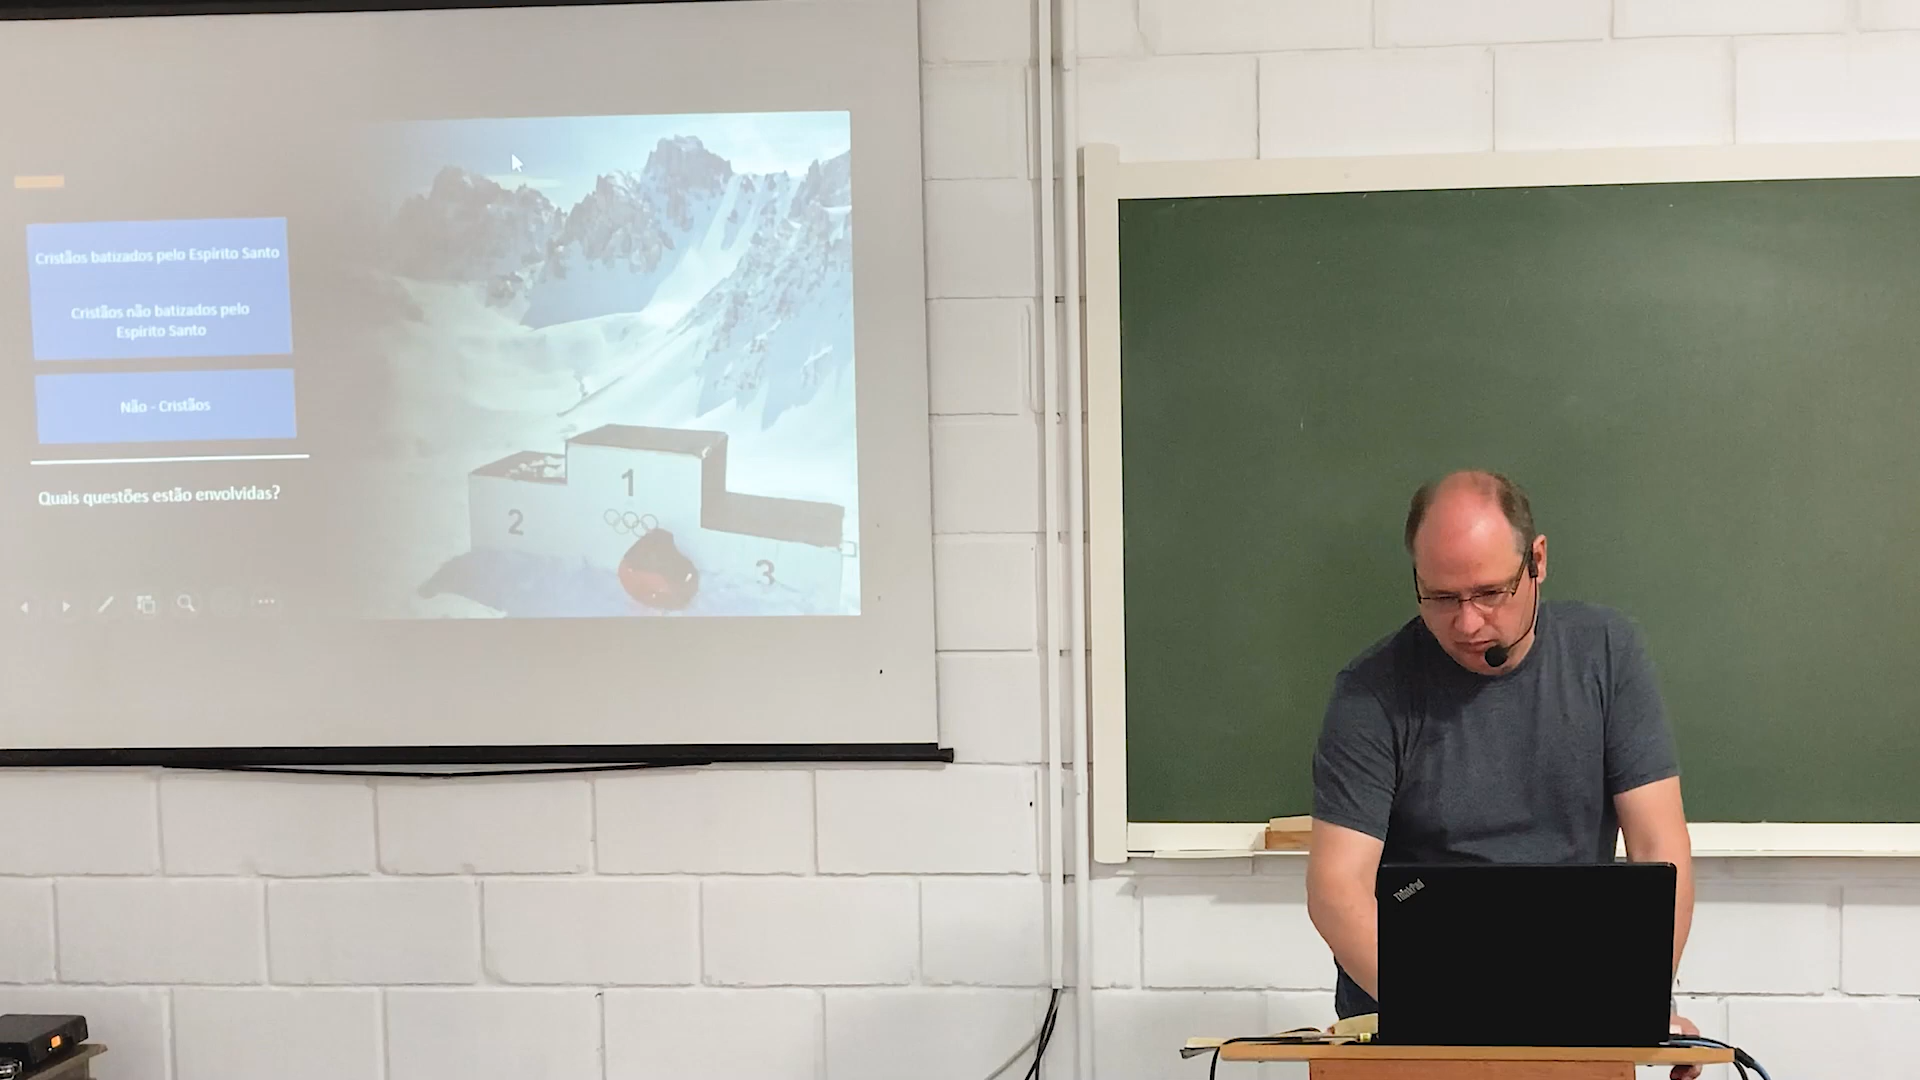 Cristãos batizados pelo Espírito Santo
Cristãos não batizados pelo
Espírito Santo
Não - Cristãos
Quais questões estão envolvidas?
1
2
3
ThinkPad